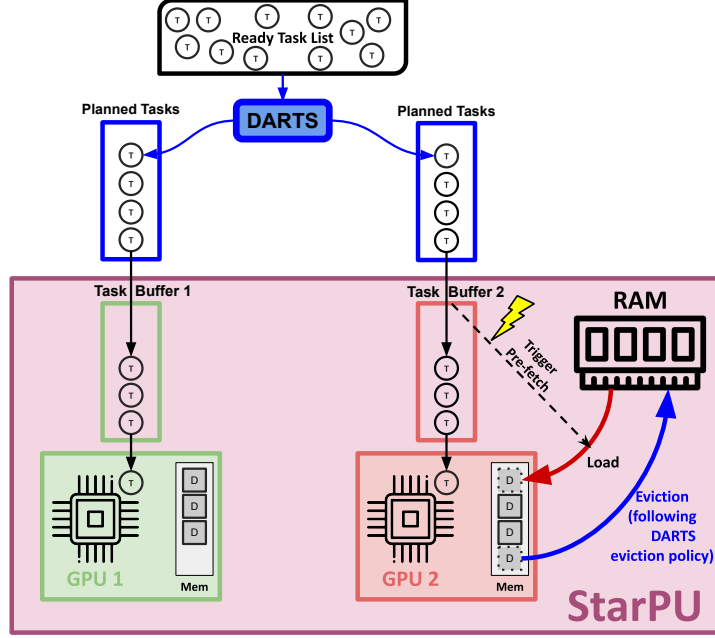 T T T T T
Ready Task List
T T T T T
DARTS
Planned Tasks
Planned Tasks
T
T
T
T
T
T
T
T
Task Buffer 1
Task Buffer 2
T
T
T
T
T
T
Trigger
Pre-fetch
RAM
Load
T
D
D
D
GPU 1
Mem
T
D
D
D
D
GPU 2
Mem
Eviction
(following
DARTS
eviction policy)
StarPU